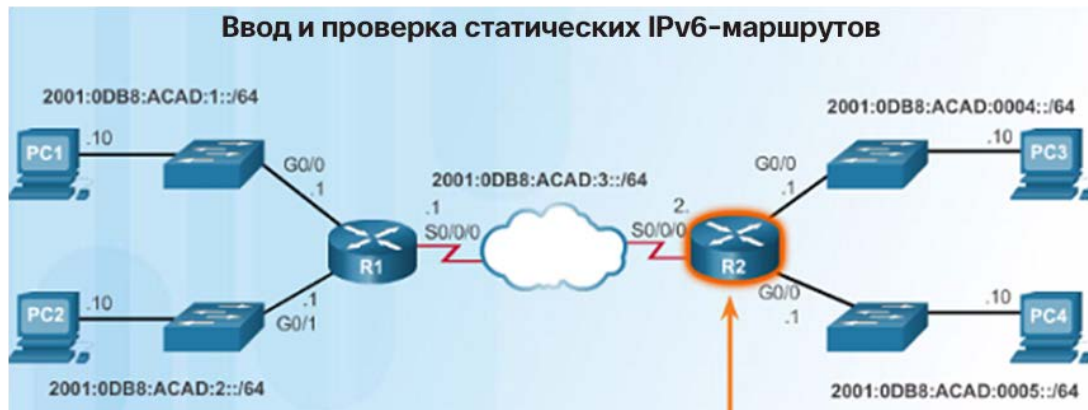 Ввод и проверка статических IPv6-маршрутов
2001:0DB8:ACAD:1::/64
2001:0DB8:ACAD:0004::/64
PC1
.10
G0/0
.1
2001:0DB8:ACAD:3::/64
.1
S0/0/0
2.
S0/0/0
G0/0
.1
.10
PC3
R1
R2
PC2
.10
.1
G0/1
G0/0
.1
.10
PC4
2001:0DB8:ACAD:2::/64
2001:0DB8:ACAD:0005::/64